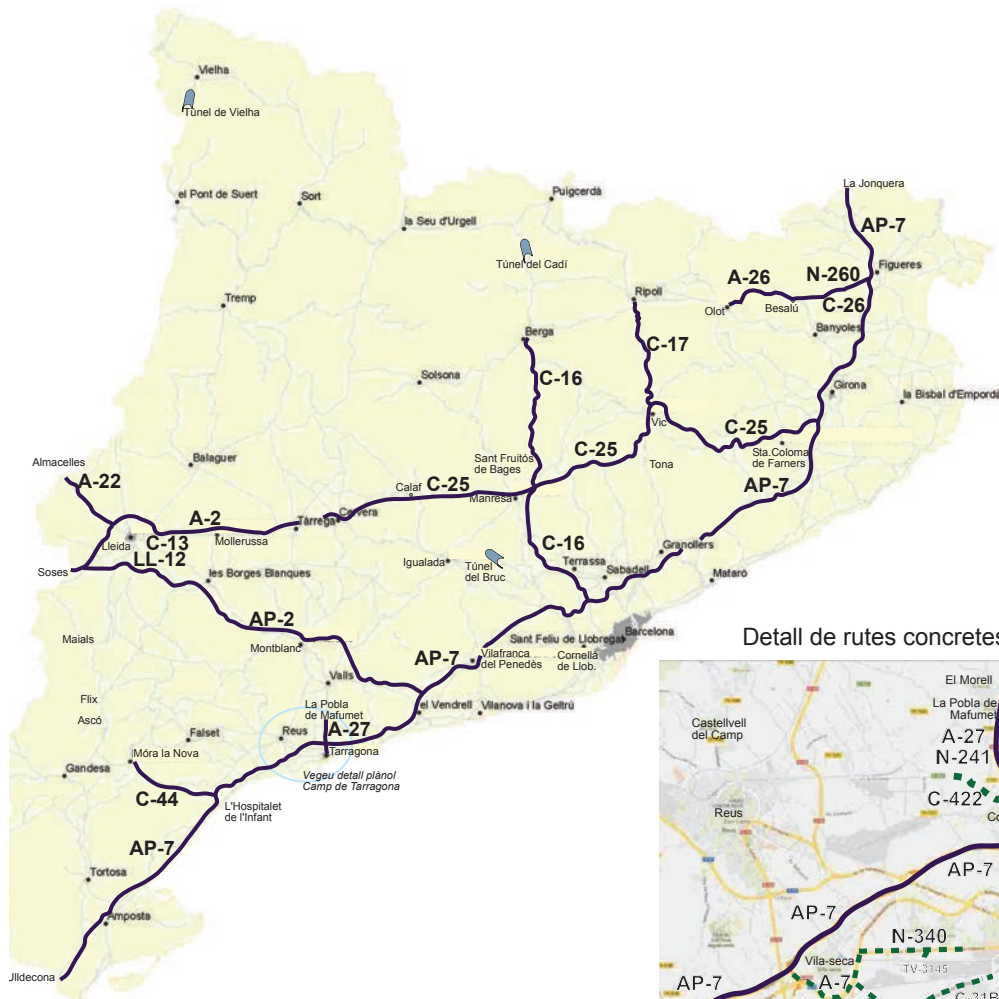 Vielha
Túnel de Vielha
el Pont de Suert
Sort
la Seu d'Urgell
Puigcerdà
Túnel del Cadí
La Jonquera
AP-7
Figueres
A-26
N-260
Tremp
Ripoll
Olot
Besalú
C-26
Banyoles
Berga
C-17
Solsona
C-16
Girona
la Bisbal d'Empordà
Vic
C-25
Sta.Coloma
de Farners
Almacelles
A-22
Balaguer
Sant Fruitós
de Bages
C-25
Tona
Calaf
C-25
Manresa
AP-7
A-2
Tàrrega
Cervera
Lleida
C-13
Mollerussa
LL-12
Soses
les Borges Blanques
Igualada
Túnel
del Bruc
C-16
Terrassa
Sabadell
Granollers
Mataró
AP-2
Maials
Montblanc
AP-7
Vilafranca
del Penedès
Sant Feliu de Llobrega
Cornellà
de Llob.
Barcelona
Valls
Flix
Ascó
La Pobla
de Mafumet
A-27
el Vendrell
Vilanova i la Geltrú
Falset
Reus
Tarragona
Móra la Nova
Gandesa
Vegeu detall plànol
Camp de Tarragona
C-44
L'Hospitalet
de l'Infant
AP-7
Tortosa
Amposta
Ulldecona
Detall de rutes concretes
El Morell
La Pobla de
Mafumet
Castellvell
del Camp
A-27
N-241
C-422
Reus
AP-7
AP-7
N-340
Vila-seca
TV-3145
AP-7
A-7
C-31B